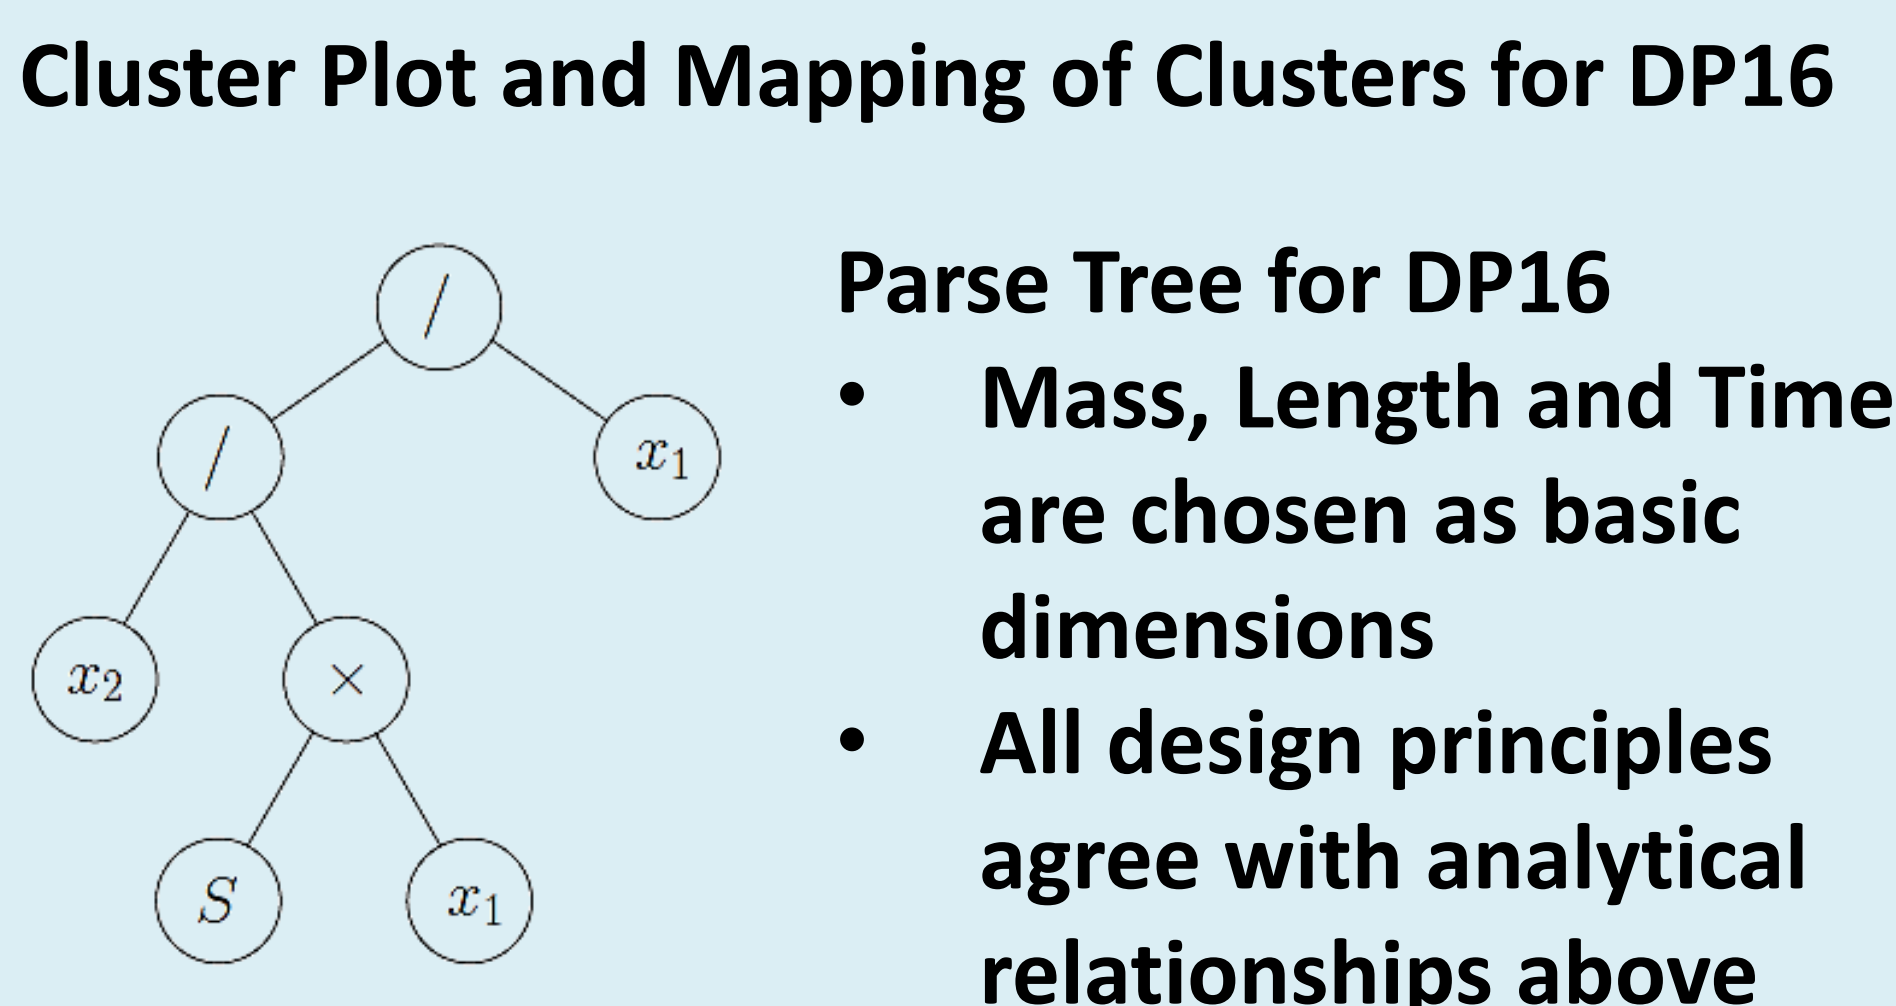 Cluster Plot and Mapping of Clusters for DP16
/
/
x₁
x₂
×
S
x₁
Parse Tree for DP16
• Mass, Length and Time
are chosen as basic
dimensions
• All design principles
agree with analytical
relationships above